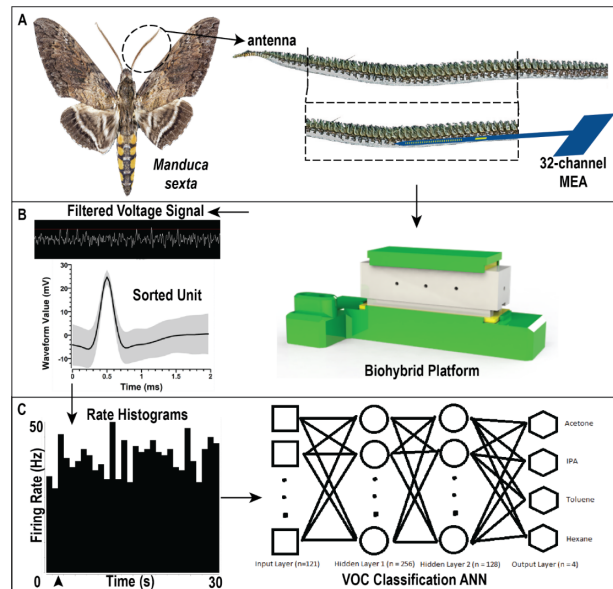 A
antenna
Manduca
sexta
32-channel
MEA
B
Filtered Voltage Signal
Sorted Unit
Waveform Value (mV)
30
20
10
0
-10
0
0.5
1.0
1.5
2
Time (ms)
Biohybrid Platform
C
Rate Histograms
50
Firing Rate (Hz)
0
Time (s)
30
Acetone
IPA
Toluene
Hexane
Input Layer (n=121)
Hidden Layer 1 (n = 256)
Hidden Layer 2 (n = 128)
Output Layer (n = 4)
VOC Classification ANN